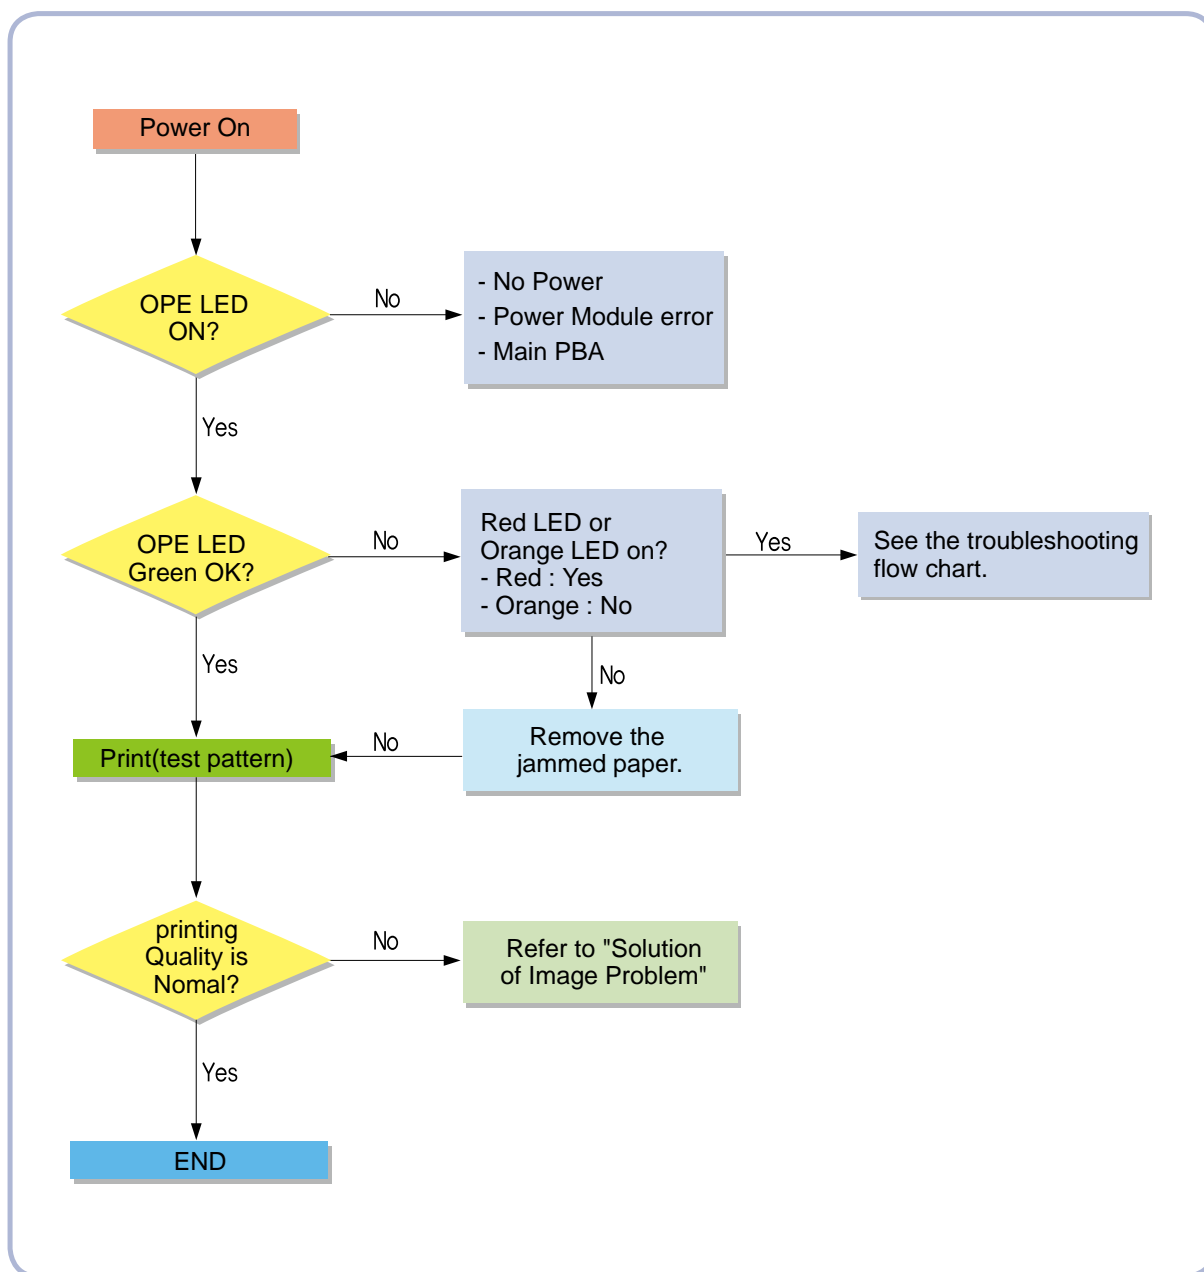 Power On
OPE LED
ON?
No
- No Power
- Power Module error
- Main PBA
Yes
OPE LED
Green OK?
No
Red LED or
Orange LED on?
- Red : Yes
- Orange : No
Yes
See the troubleshooting
flow chart.
Yes
No
Print(test pattern)
No
Remove the
jammed paper.
printing
Quality is
Nomal?
No
Refer to "Solution
of Image Problem"
Yes
END